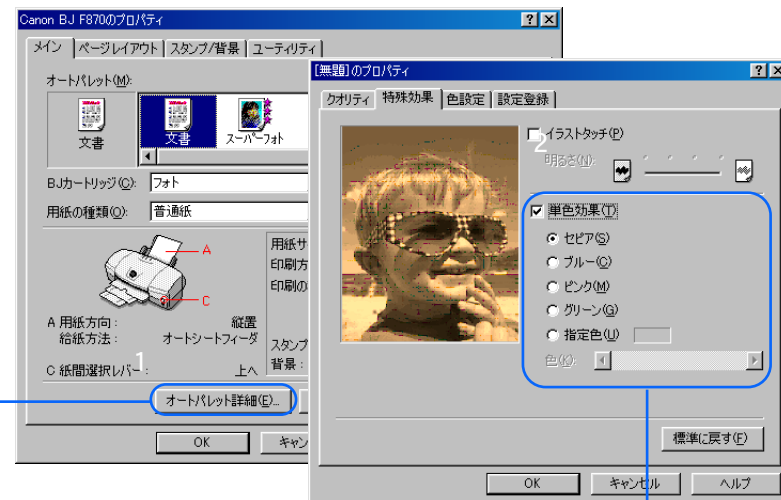 Canon BJ F870のプロパティ
メイン ページレイアウト スタンプ/背景 ユーティリティ
オートパレット(M):
文書 文書 スーパーフォト
BJカートリッジ(C): フォト
用紙の種類(O): 普通紙
A
C
用紙サ
印刷方
印刷の
A 用紙方向: 縦置
給紙方法: オートシートフィーダ
スタンプ
1
C 紙間選択レバー: 上へ
背景:
オートパレット詳細(E)...
OK キャン
[無題]のプロパティ
クオリティ 特殊効果 色設定 設定登録
2
イラストタッチ(P)
明るさ(N):
単色効果(T)
セピア(S)
ブルー(C)
ピンク(M)
グリーン(G)
指定色(U)
色(K):
標準に戻す(F)
OK キャンセル ヘルプ